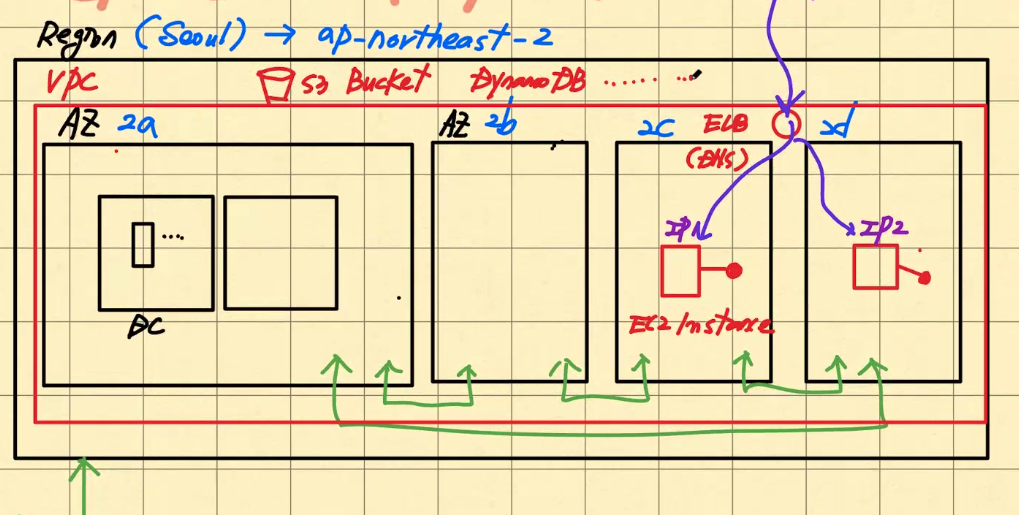 Region (Seoul) → ap-northeast-2
VPC S3 Bucket DynamoDB ........
AZ 2a AZ 2b 2C ELB 2d
(DNS)
IP1 IP2
....
DC
EC2 Instance